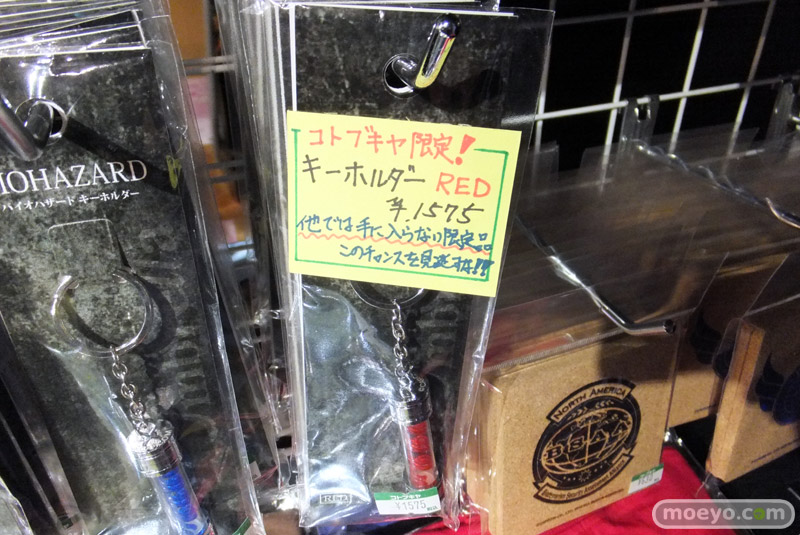 IOHAZARD
バイオハザード キーホルダー
コトブキヤ限定!
キーホルダー RED
¥.1575
他では手に入らない限定品
このチャンスを見逃すな!!
コトブキヤ
¥1575
NORTH AMERICA
B.S.A.A.
moeyo.com